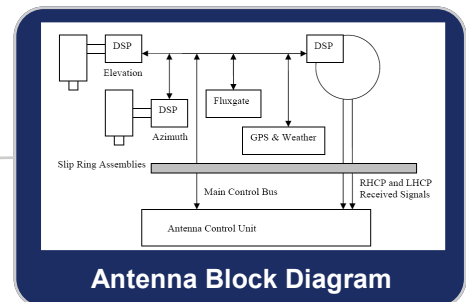 DSP
DSP
Elevation
DSP
Fluxgate
Azimuth
GPS & Weather
Slip Ring Assemblies
Main Control Bus
RHCP and LHCP
Received Signals
Antenna Control Unit
Antenna Block Diagram